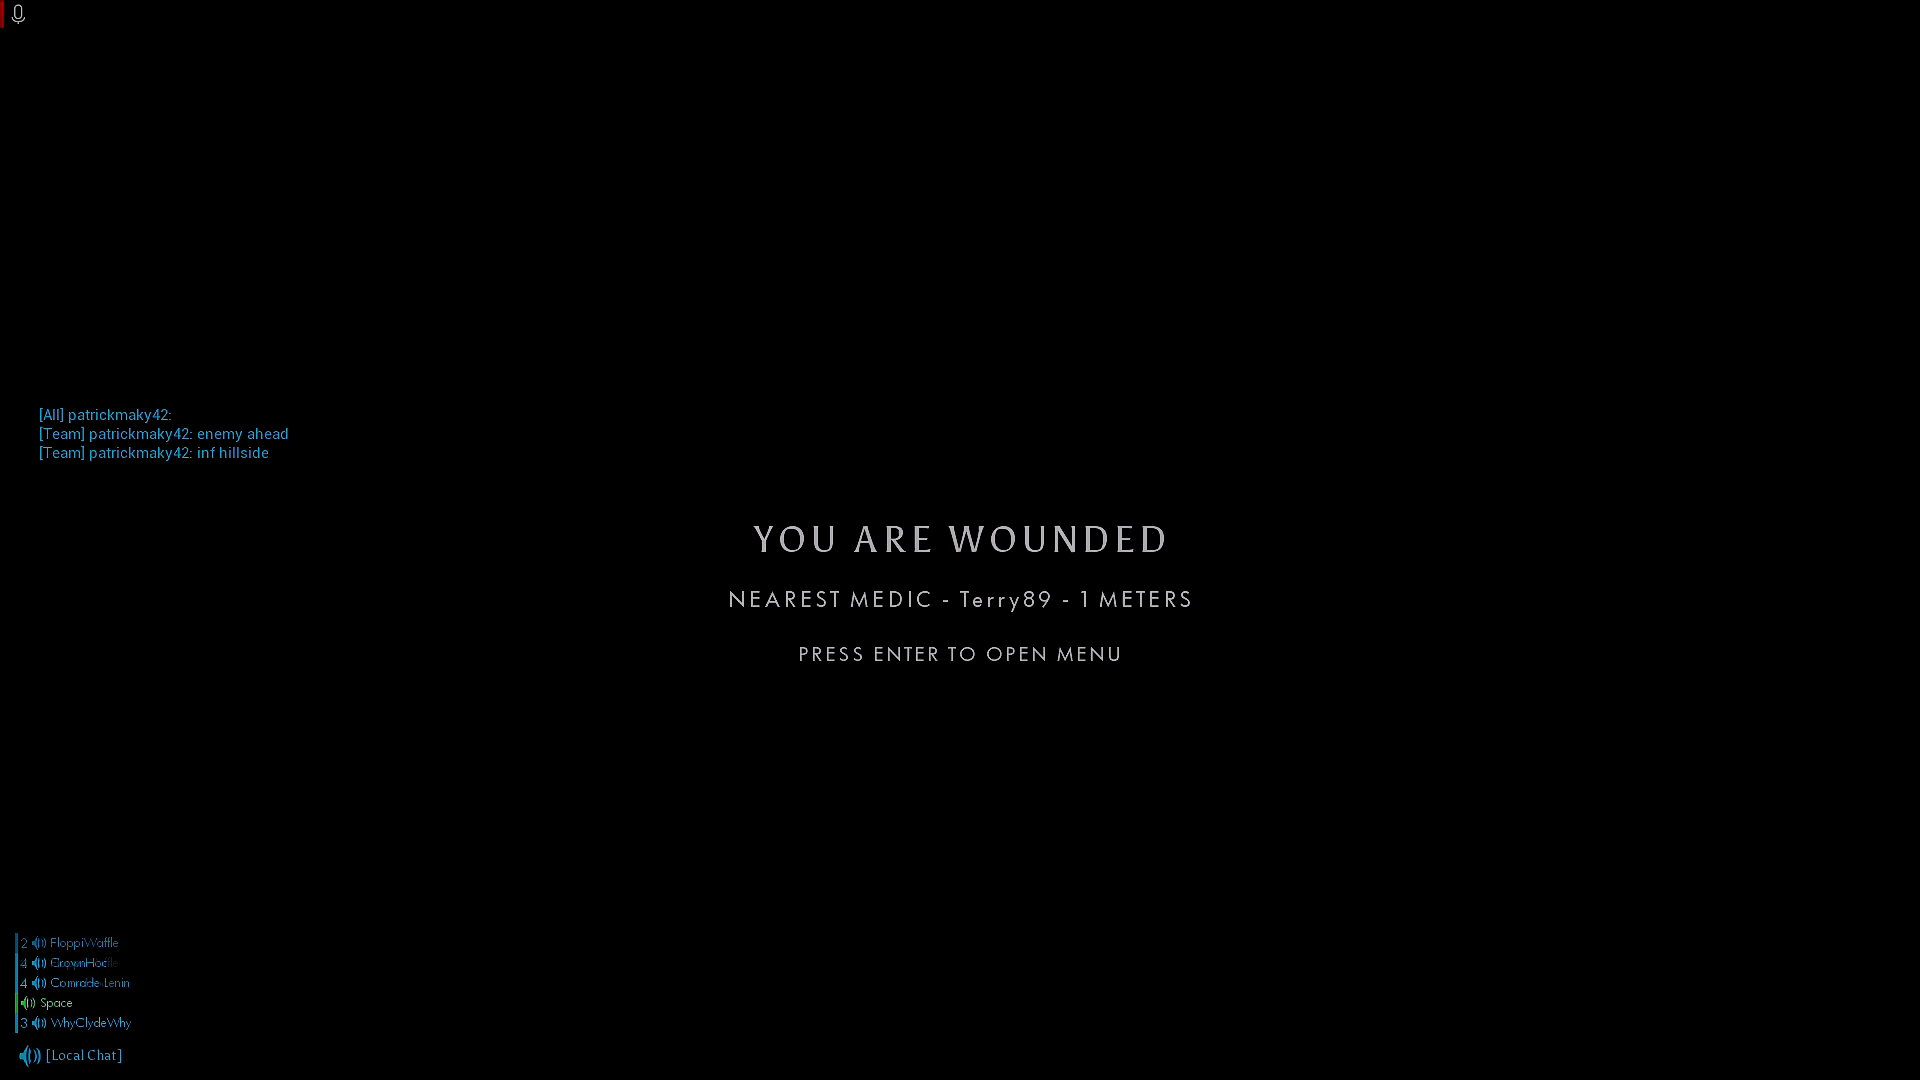 [All] patrickmaky42:
[Team] patrickmaky42: enemy ahead
[Team] patrickmaky42: inf hillside
YOU ARE WOUNDED
NEAREST MEDIC - Terry89 - 1 METERS
PRESS ENTER TO OPEN MENU
2 FloppiWaffle
4
4 Comrade Lenin
Space
3 WhyClydeWhy
[Local Chat]